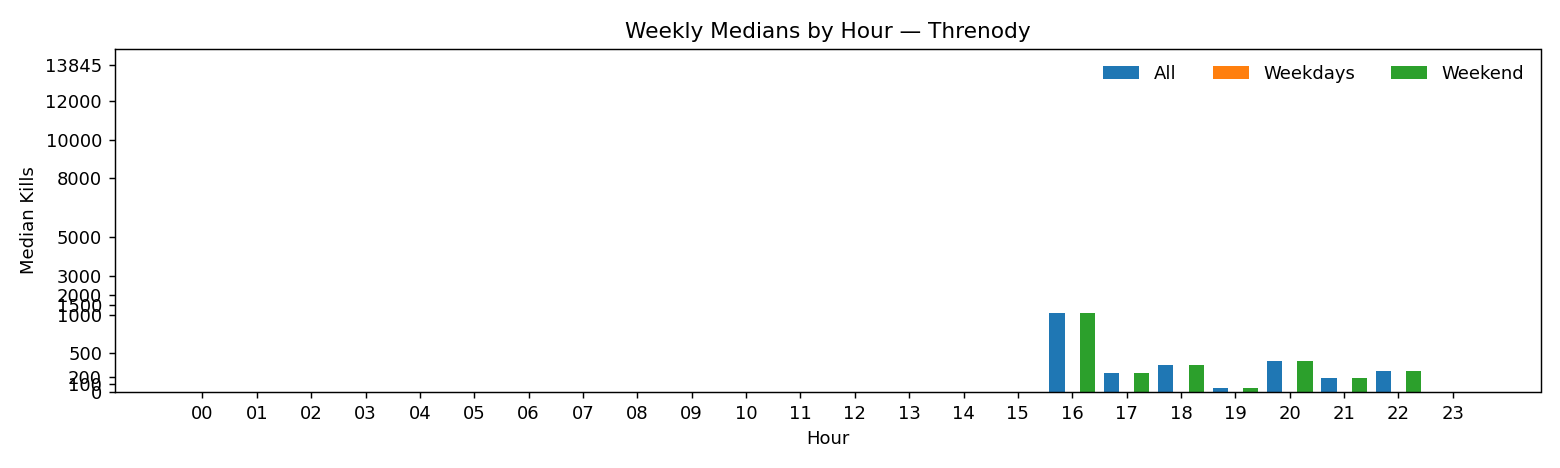 Weekly Medians by Hour — Threnody
All Weekdays Weekend
Median Kills
13845
12000
10000
8000
5000
3000
2000
1500
1000
500
200
100
0
00 01 02 03 04 05 06 07 08 09 10 11 12 13 14 15 16 17 18 19 20 21 22 23
Hour